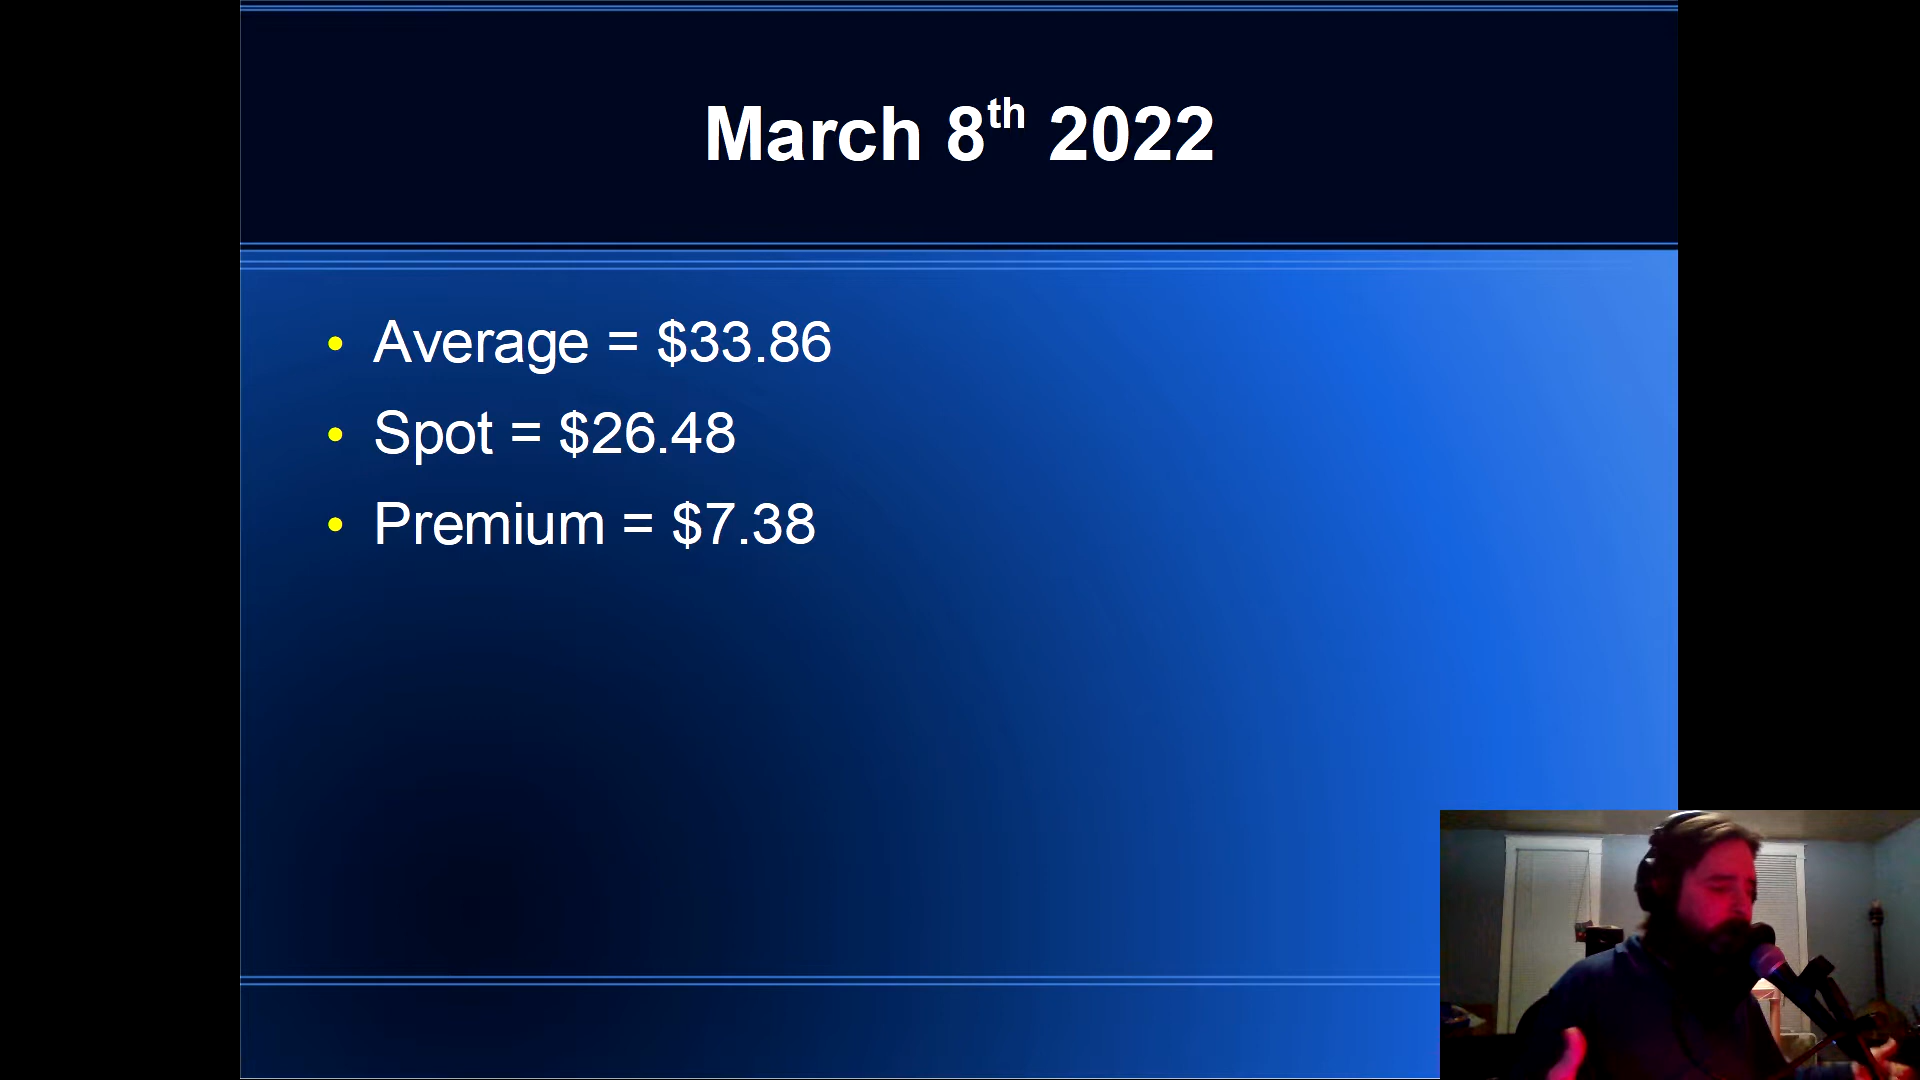 March 8th 2022
• Average = $33.86
• Spot = $26.48
• Premium = $7.38